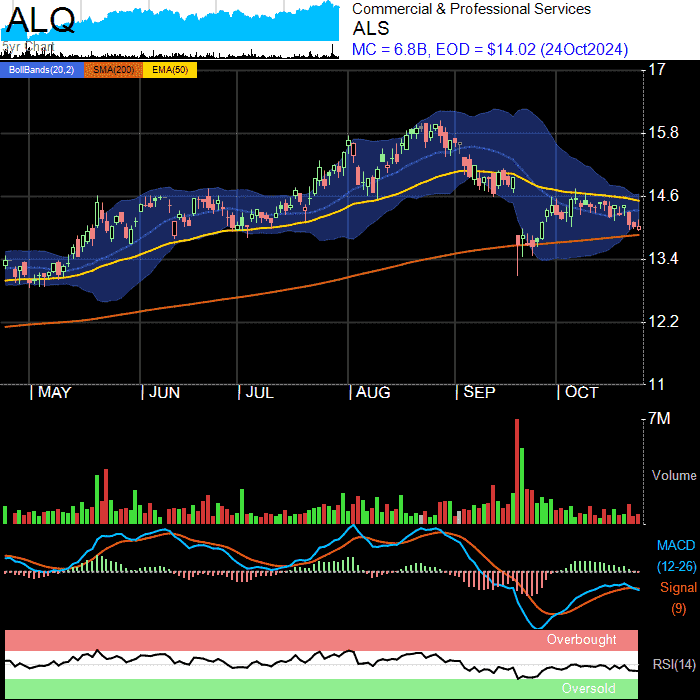 ALQ
5yr Chart
Commercial & Professional Services
ALS
MC = 6.8B, EOD = $14.02 (24Oct2024)
BollBands(20,2) SMA(200) EMA(50)
17
15.8
14.6
13.4
12.2
11
MAY JUN JUL AUG SEP OCT
7M
Volume
MACD
(12-26)
Signal
(9)
Overbought
RSI(14)
Oversold